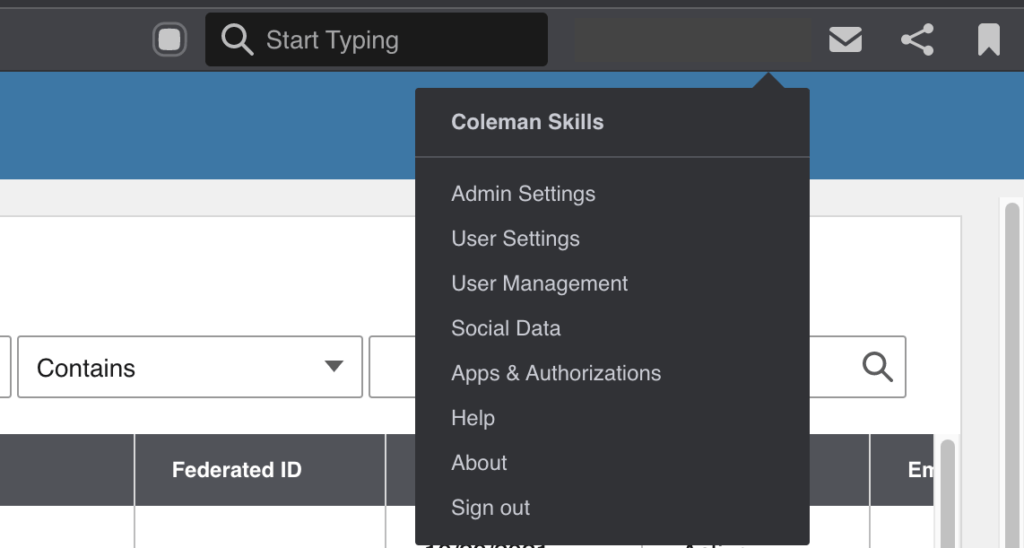 Start Typing
Coleman Skills
Admin Settings
User Settings
User Management
Social Data
Contains
Apps & Authorizations
Help
Federated ID
About
Sign out